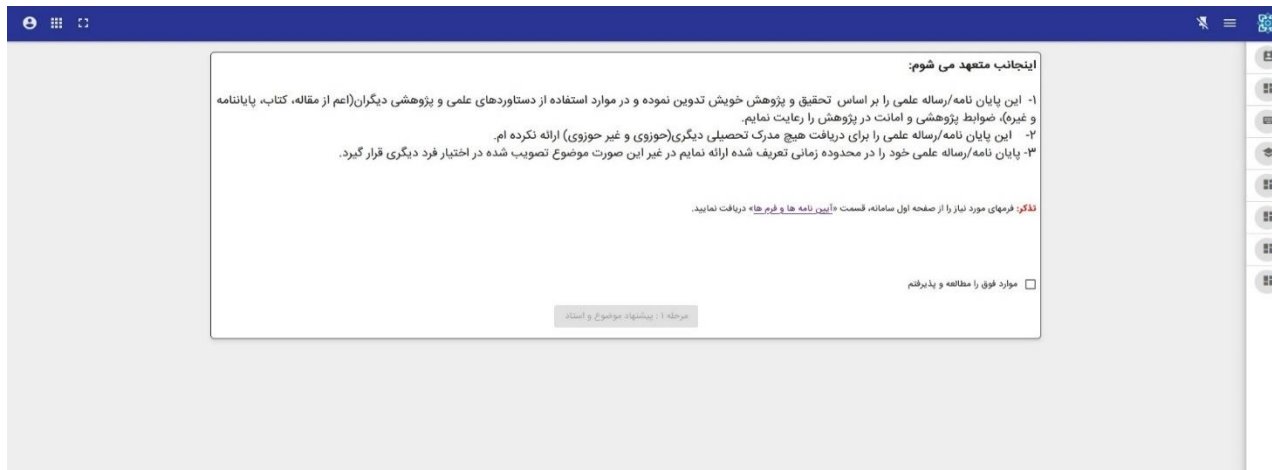 اینجانب متعهد می شوم:
۱- این پایان نامه/رساله علمی را بر اساس تحقیق و پژوهش خویش تدوین نموده و در موارد استفاده از دستاوردهای علمی و پژوهشی دیگران(اعم از مقاله، کتاب، پایاننامه
و غیره)، ضوابط پژوهشی و امانت در پژوهش را رعایت نمایم.
۲- این پایان نامه/رساله علمی را برای دریافت هیچ مدرک تحصیلی دیگری(حوزوی و غیر حوزوی) ارائه نکرده ام.
۳- پایان نامه/رساله علمی خود را در محدوده زمانی تعریف شده ارائه نمایم در غیر این صورت موضوع تصویب شده در اختیار فرد دیگری قرار گیرد.
تذکر: فرمهای مورد نیاز را از صفحه اول سامانه، قسمت «آیین نامه ها و فرم ها» دریافت نمایید.
موارد فوق را مطالعه و پذیرفتم
مرحله ۱ : پیشنهاد موضوع و استاد